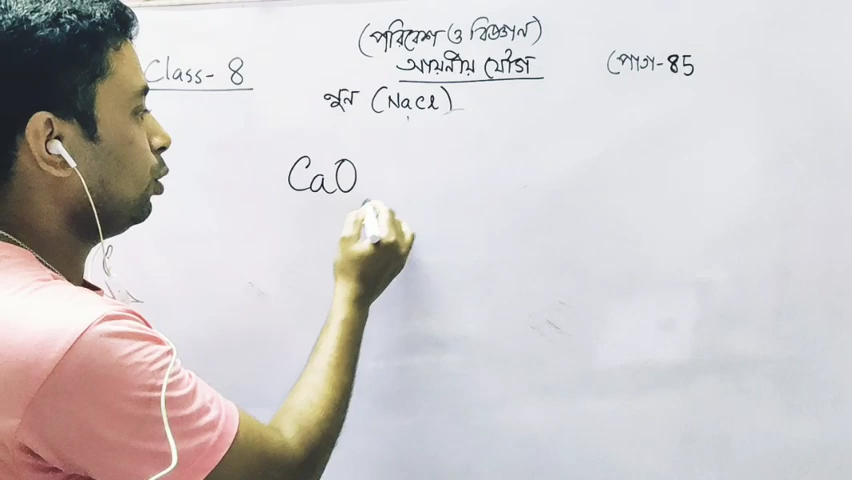 (পরিবেশ ও বিজ্ঞান)
Class- 8 আয়নীয় যৌগ (পাতা-85
নুন (NaCl)
CaO